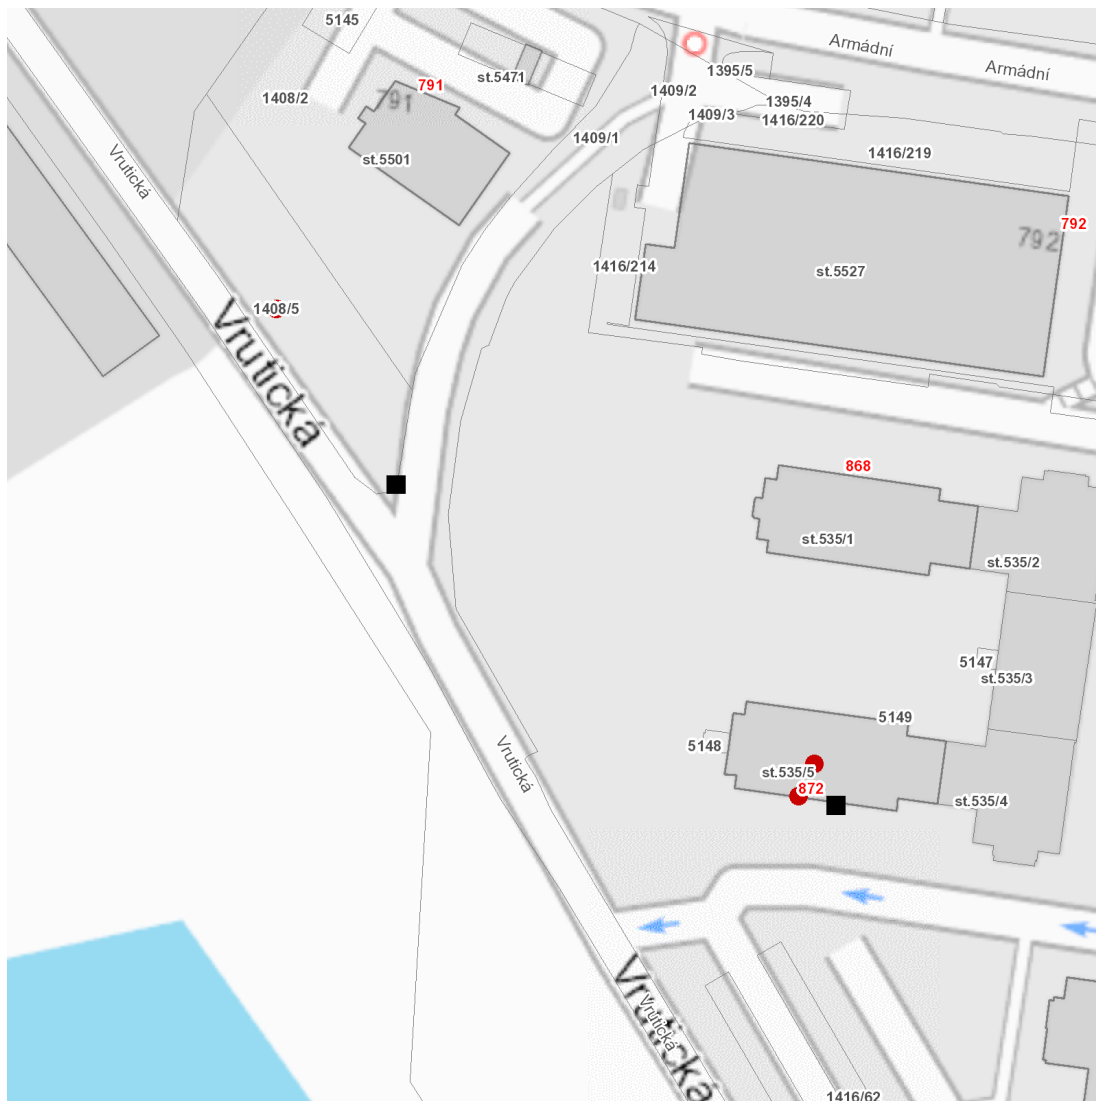 5145
Armádní
Armádní
1395/5
st.5471
791
1409/2
1408/2
791
1395/4
1409/3
1416/220
1409/1
1416/219
Vrutická
st.5501
792
792
1416/214
st.5527
1408/5
Vrutická
868
st.535/1
st.535/2
5147
st.535/3
5149
5148
Vrutická
st.535/5
872
st.535/4
Vrutická
Vrutická
1416/62